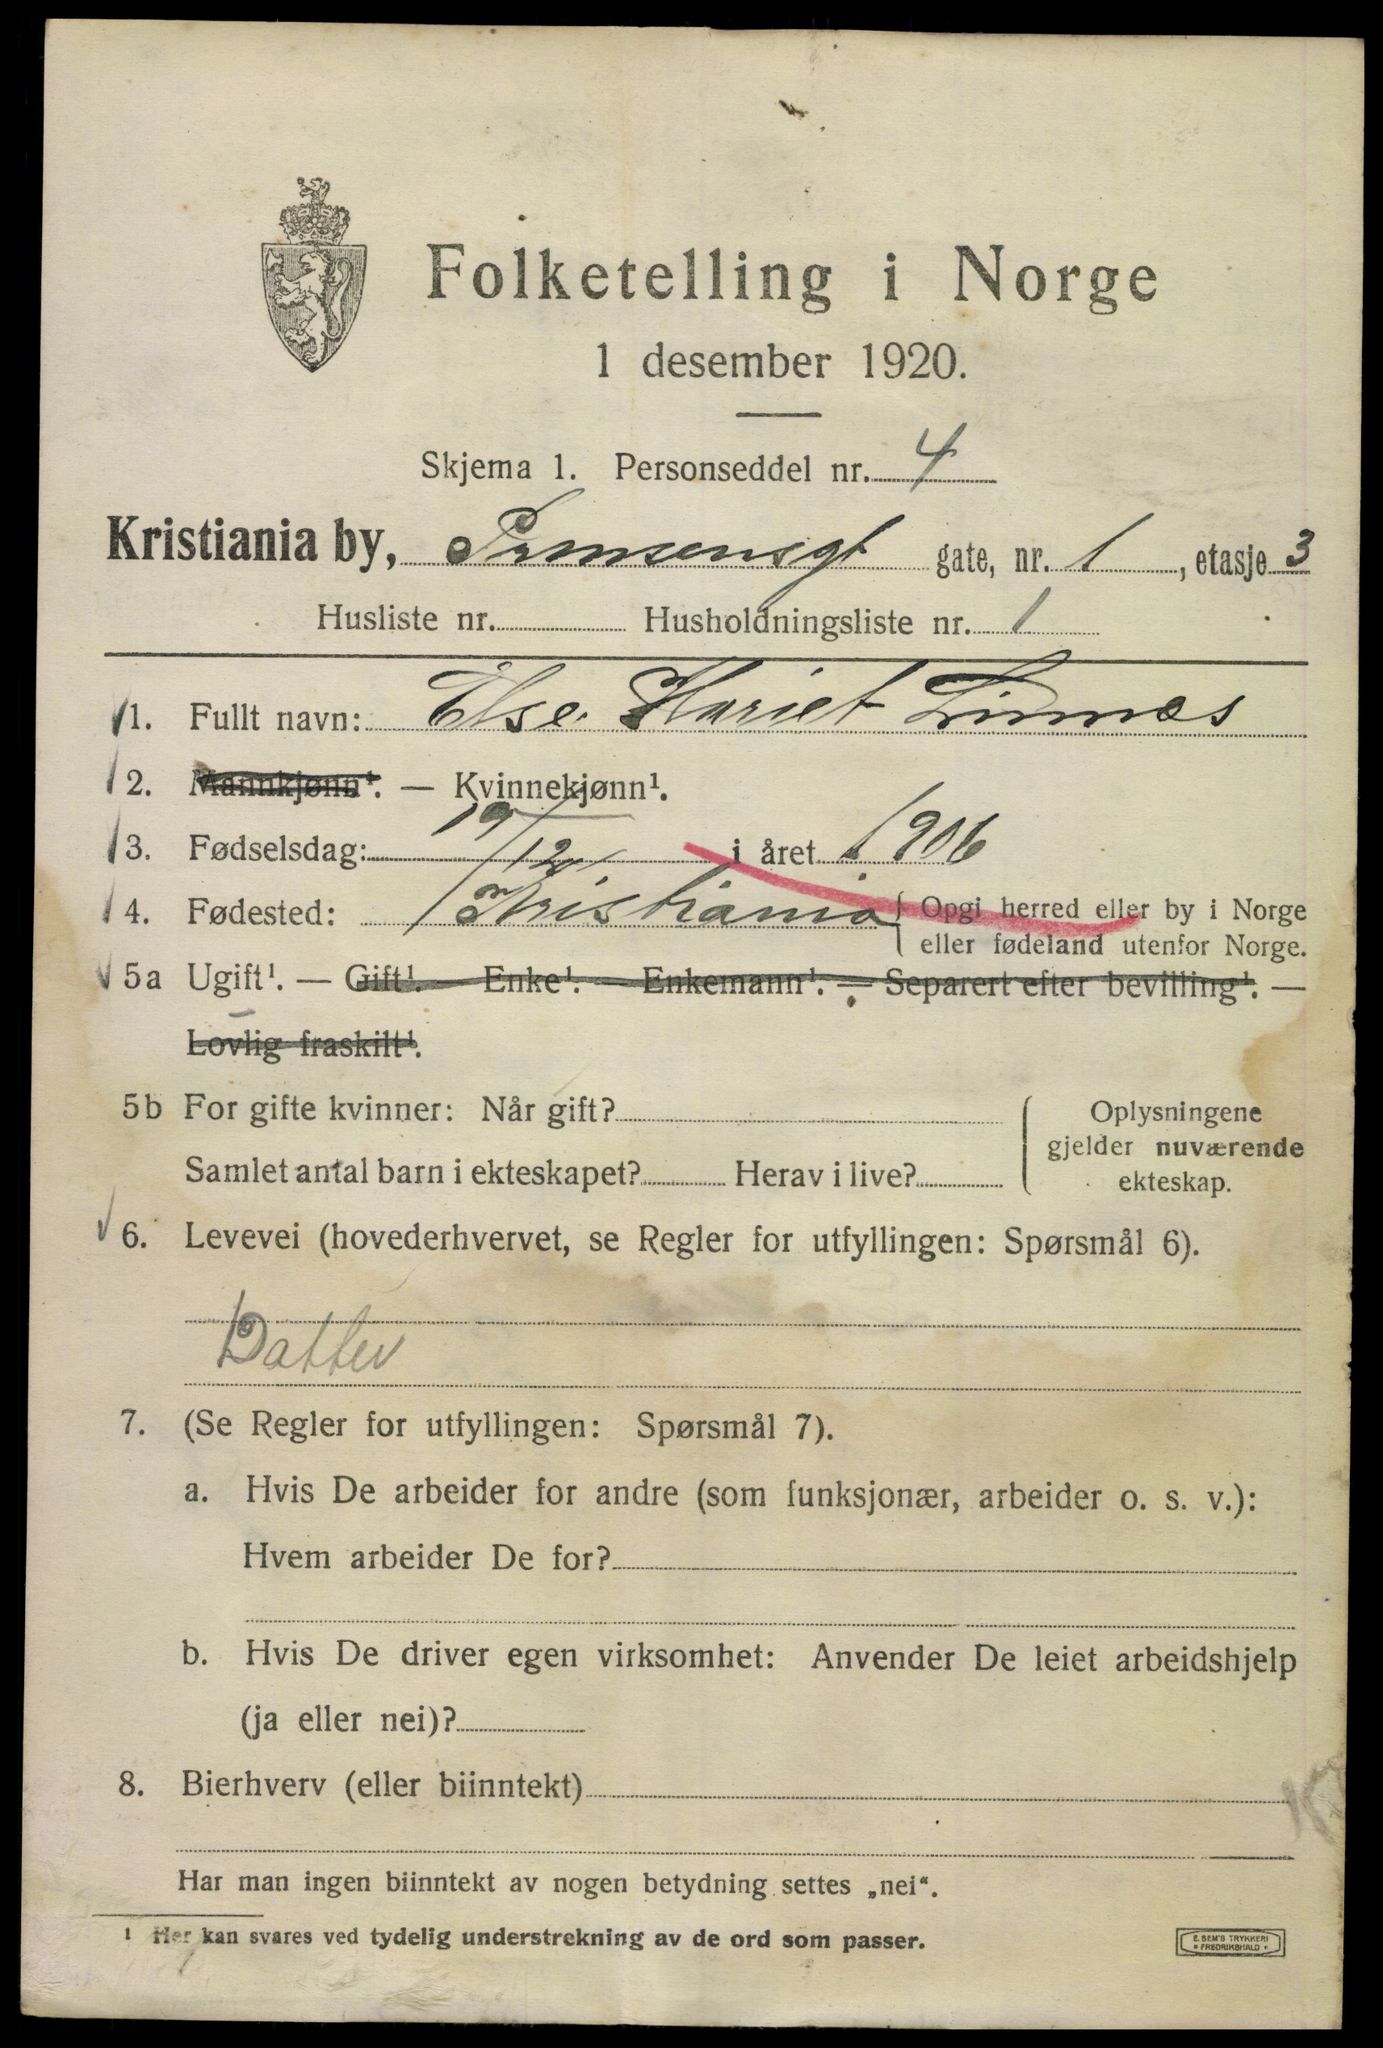 Folketelling i Norge
1 desember 1920.
Skjema 1. Personseddel nr. 4
Kristiania by, Tromsensgt gate, nr. 1, etasje 3
Husliste nr. Husholdningsliste nr. 1
1. Fullt navn: Else Hariet Linnæs
2. Mannkjønn¹. — Kvinnekjønn¹.
3. Fødselsdag: 19/12 i året 1906
4. Fødested: Kristiania { Opgi herred eller by i Norge
eller fødeland utenfor Norge.
5a Ugift¹. — Gift¹. — Enke¹. — Enkemann¹. — Separert efter bevilling¹. —
Lovlig fraskilt¹.
5b For gifte kvinner: Når gift?
Samlet antal barn i ekteskapet? Herav i live?
{ Oplysningene
gjelder nuværende
ekteskap.
6. Levevei (hovederhvervet, se Regler for utfyllingen: Spørsmål 6).
Datter
7. (Se Regler for utfyllingen: Spørsmål 7).
a. Hvis De arbeider for andre (som funksjonær, arbeider o. s. v.):
Hvem arbeider De for?
b. Hvis De driver egen virksomhet: Anvender De leiet arbeidshjelp
(ja eller nei)?
8. Bierhverv (eller biinntekt)
Har man ingen biinntekt av nogen betydning settes „nei“.
¹ Her kan svares ved tydelig understrekning av de ord som passer.
E. SEM'S TRYKKERI
FREDRIKSHALD